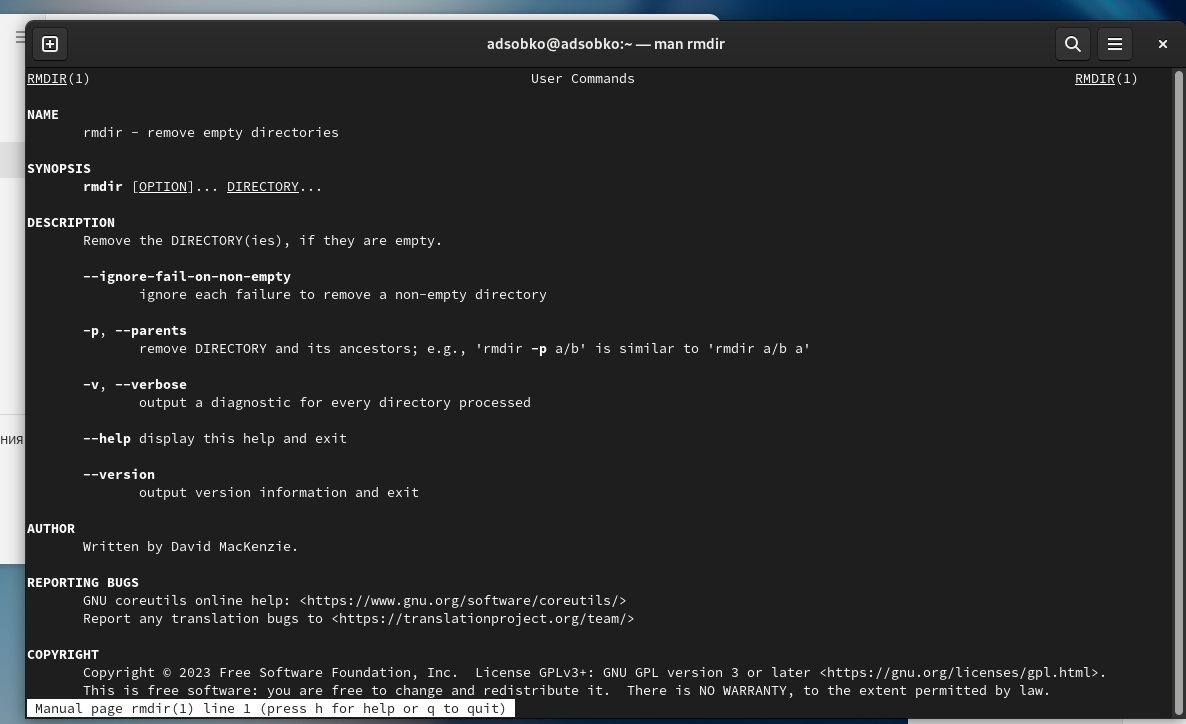 adsobko@adsobko:~ — man rmdir
RMDIR(1) User Commands RMDIR(1)
NAME
rmdir - remove empty directories
SYNOPSIS
rmdir [OPTION]... DIRECTORY...
DESCRIPTION
Remove the DIRECTORY(ies), if they are empty.
--ignore-fail-on-non-empty
ignore each failure to remove a non-empty directory
-p, --parents
remove DIRECTORY and its ancestors; e.g., 'rmdir -p a/b' is similar to 'rmdir a/b a'
-v, --verbose
output a diagnostic for every directory processed
ния
--help display this help and exit
--version
output version information and exit
AUTHOR
Written by David MacKenzie.
REPORTING BUGS
GNU coreutils online help: <https://www.gnu.org/software/coreutils/>
Report any translation bugs to <https://translationproject.org/team/>
COPYRIGHT
Copyright © 2023 Free Software Foundation, Inc.  License GPLv3+: GNU GPL version 3 or later <https://gnu.org/licenses/gpl.html>.
This is free software: you are free to change and redistribute it.  There is NO WARRANTY, to the extent permitted by law.
Manual page rmdir(1) line 1 (press h for help or q to quit)